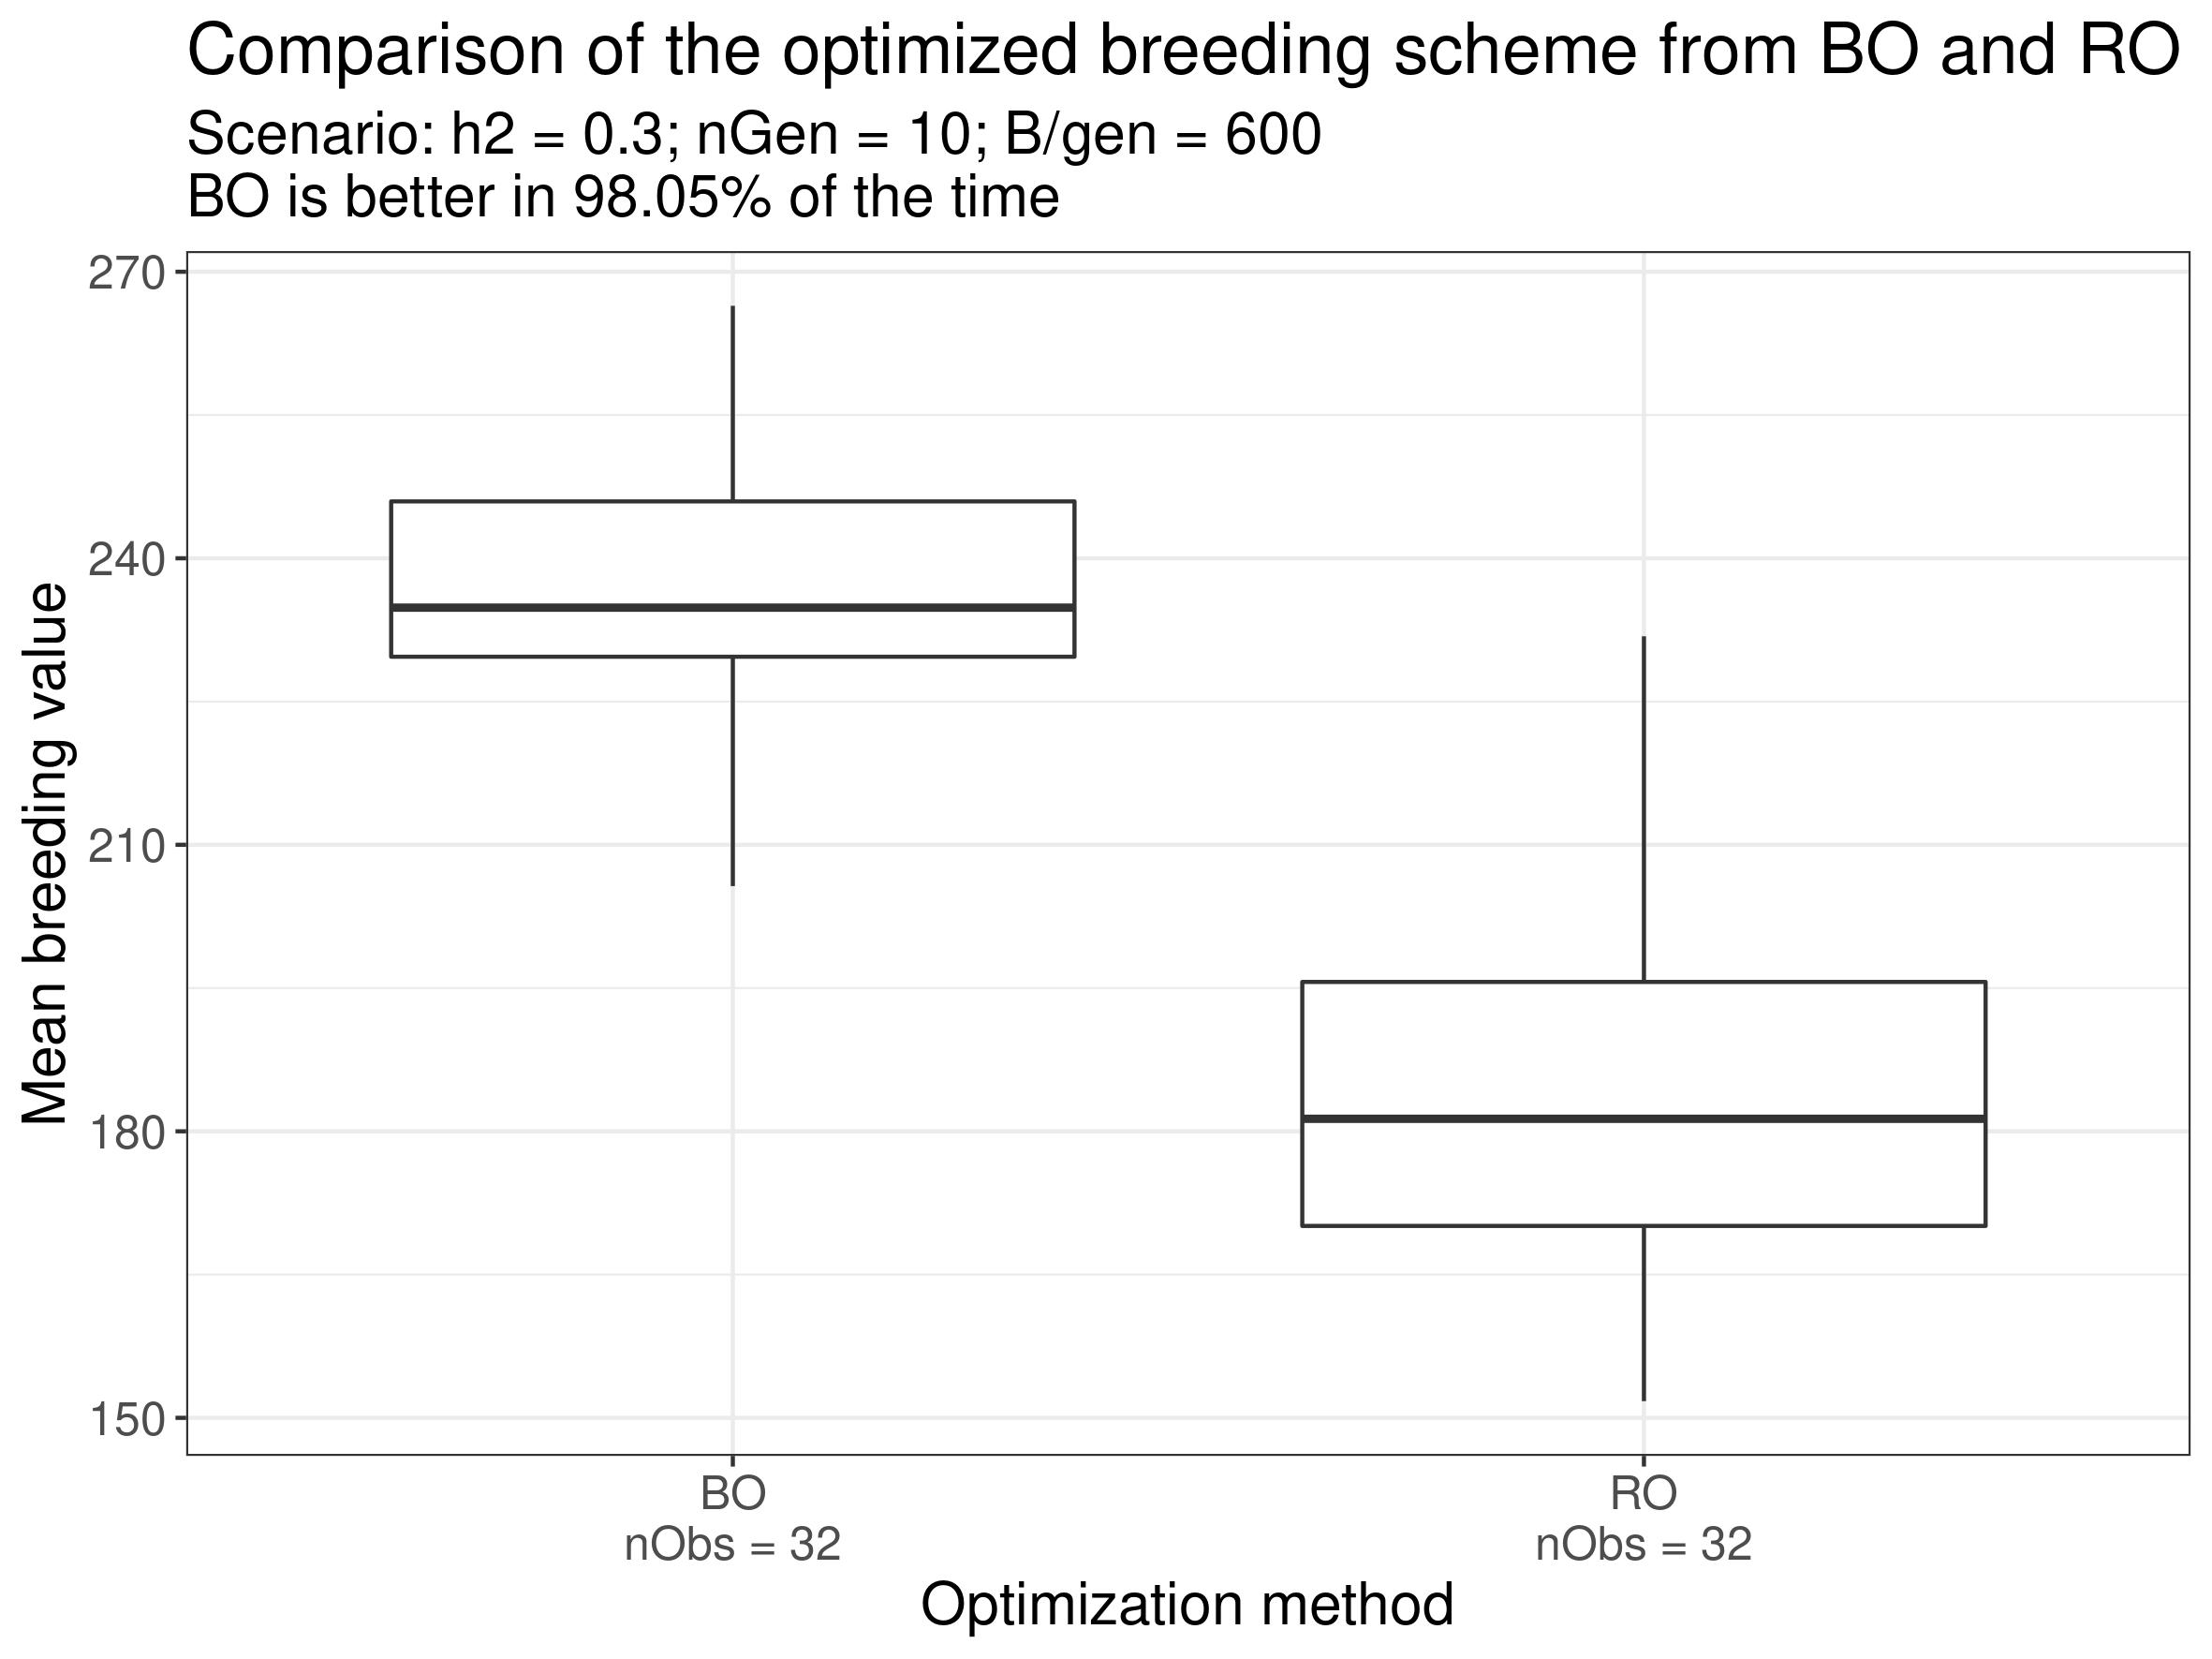 Comparison of the optimized breeding scheme from BO and RO
Scenario: h2 = 0.3; nGen = 10; B/gen = 600
BO is better in 98.05% of the time
Mean breeding value
270
240
210
180
150
BO
nObs = 32
RO
nObs = 32
Optimization method